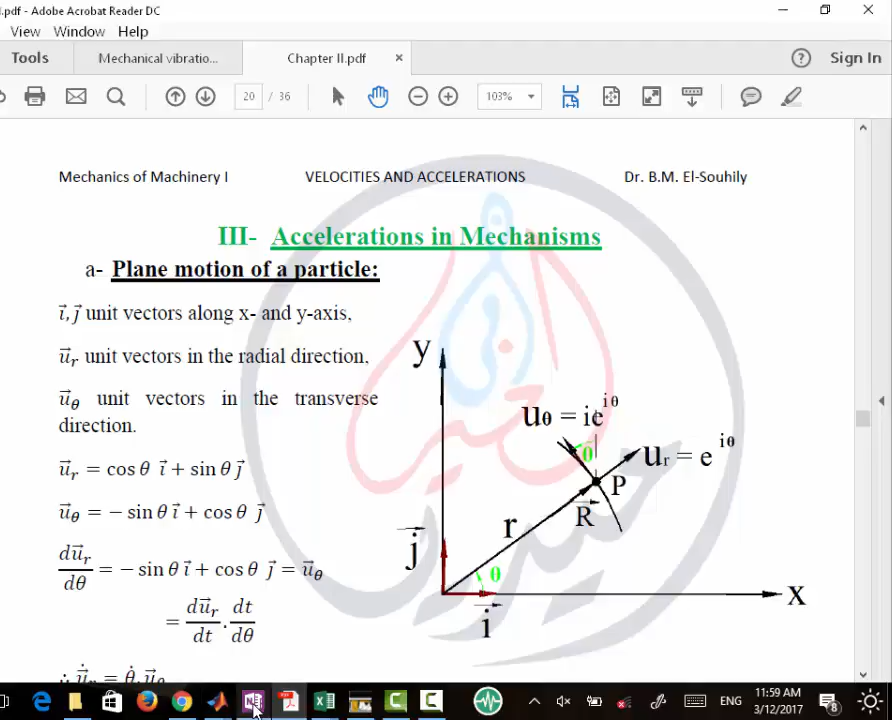 l.pdf - Adobe Acrobat Reader DC
View Window Help
Tools Mechanical vibratio... Chapter II.pdf × ? Sign In
20 / 36 103%
Mechanics of Machinery I VELOCITIES AND ACCELERATIONS Dr. B.M. El-Souhily
III- Accelerations in Mechanisms
a- Plane motion of a particle:
i⃗, j⃗ unit vectors along x- and y-axis,
u⃗ᵣ unit vectors in the radial direction,
u⃗_θ unit vectors in the transverse
direction.
u⃗ᵣ = cos θ i⃗ + sin θ j⃗
u⃗_θ = − sin θ i⃗ + cos θ j⃗
du⃗ᵣ/dθ = − sin θ i⃗ + cos θ j⃗ = u⃗_θ
= du⃗ᵣ/dt . dt/dθ
∴ u⃗̇ᵣ = θ̇. u⃗_θ
y
uθ = ie^iθ
θ
uᵣ = e^iθ
P
R⃗
r
j⃗
θ
x
i⃗
ENG 11:59 AM
3/12/2017 8